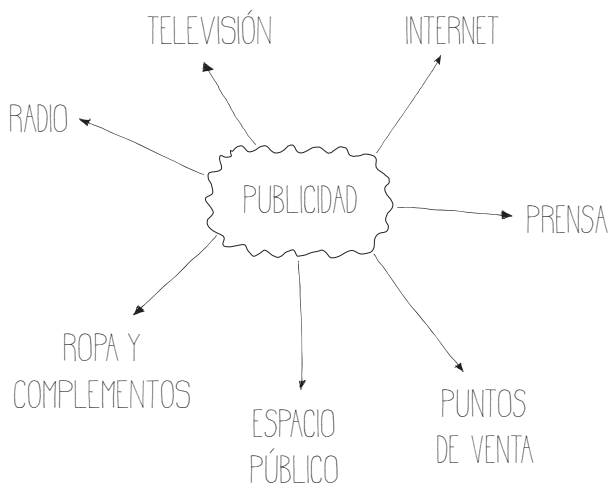 TELEVISIÓN
INTERNET
RADIO
PUBLICIDAD
PRENSA
ROPA Y
COMPLEMENTOS
ESPACIO
PÚBLICO
PUNTOS
DE VENTA